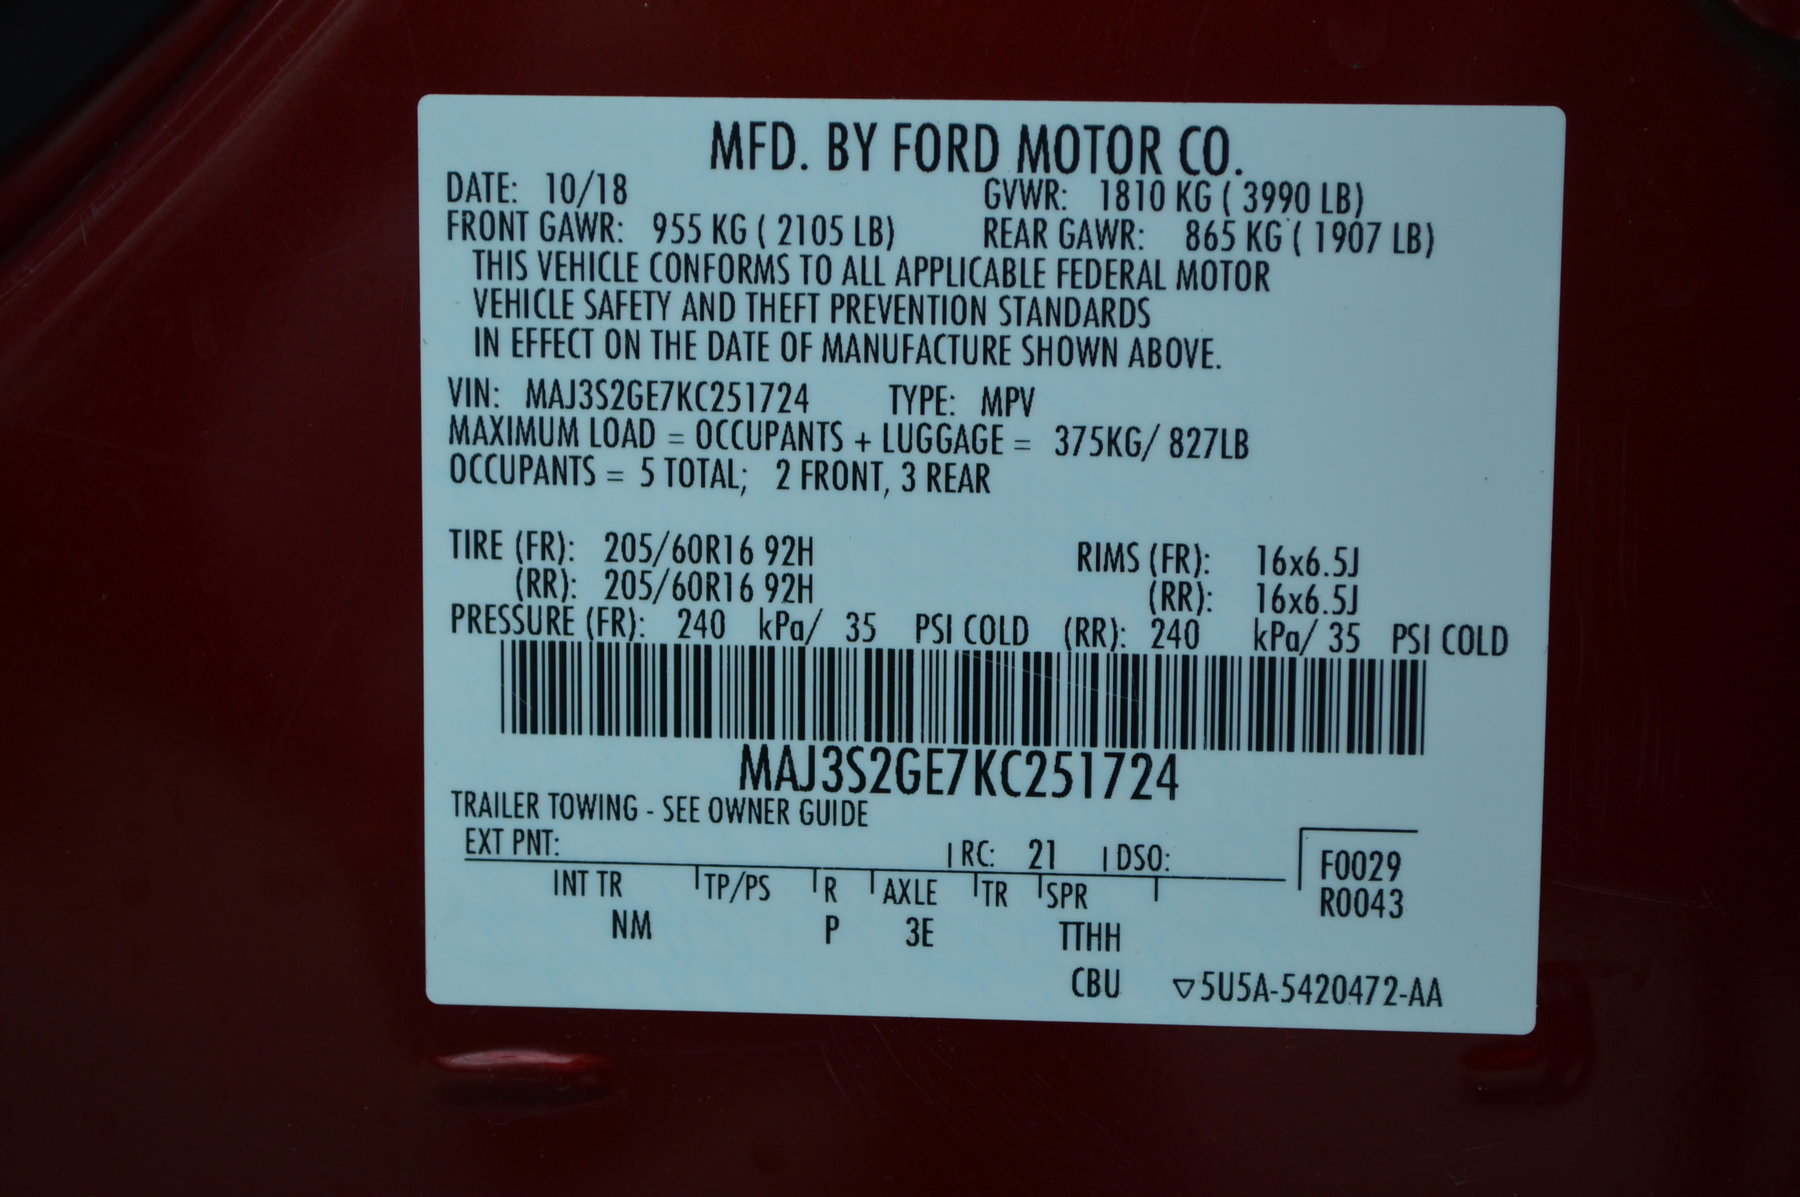 MFD. BY FORD MOTOR CO.
DATE: 10/18 GVWR: 1810 KG ( 3990 LB)
FRONT GAWR: 955 KG ( 2105 LB) REAR GAWR: 865 KG ( 1907 LB)
THIS VEHICLE CONFORMS TO ALL APPLICABLE FEDERAL MOTOR
VEHICLE SAFETY AND THEFT PREVENTION STANDARDS
IN EFFECT ON THE DATE OF MANUFACTURE SHOWN ABOVE.
VIN: MAJ3S2GE7KC251724 TYPE: MPV
MAXIMUM LOAD = OCCUPANTS + LUGGAGE = 375KG/ 827LB
OCCUPANTS = 5 TOTAL; 2 FRONT, 3 REAR
TIRE (FR): 205/60R16 92H RIMS (FR): 16x6.5J
(RR): 205/60R16 92H (RR): 16x6.5J
PRESSURE (FR): 240 kPa/ 35 PSI COLD (RR): 240 kPa/ 35 PSI COLD
MAJ3S2GE7KC251724
TRAILER TOWING - SEE OWNER GUIDE
EXT PNT: RC: 21 DSO: F0029
INT TR TP/PS R AXLE TR SPR R0043
NM P 3E TTHH
CBU ▽5U5A-5420472-AA